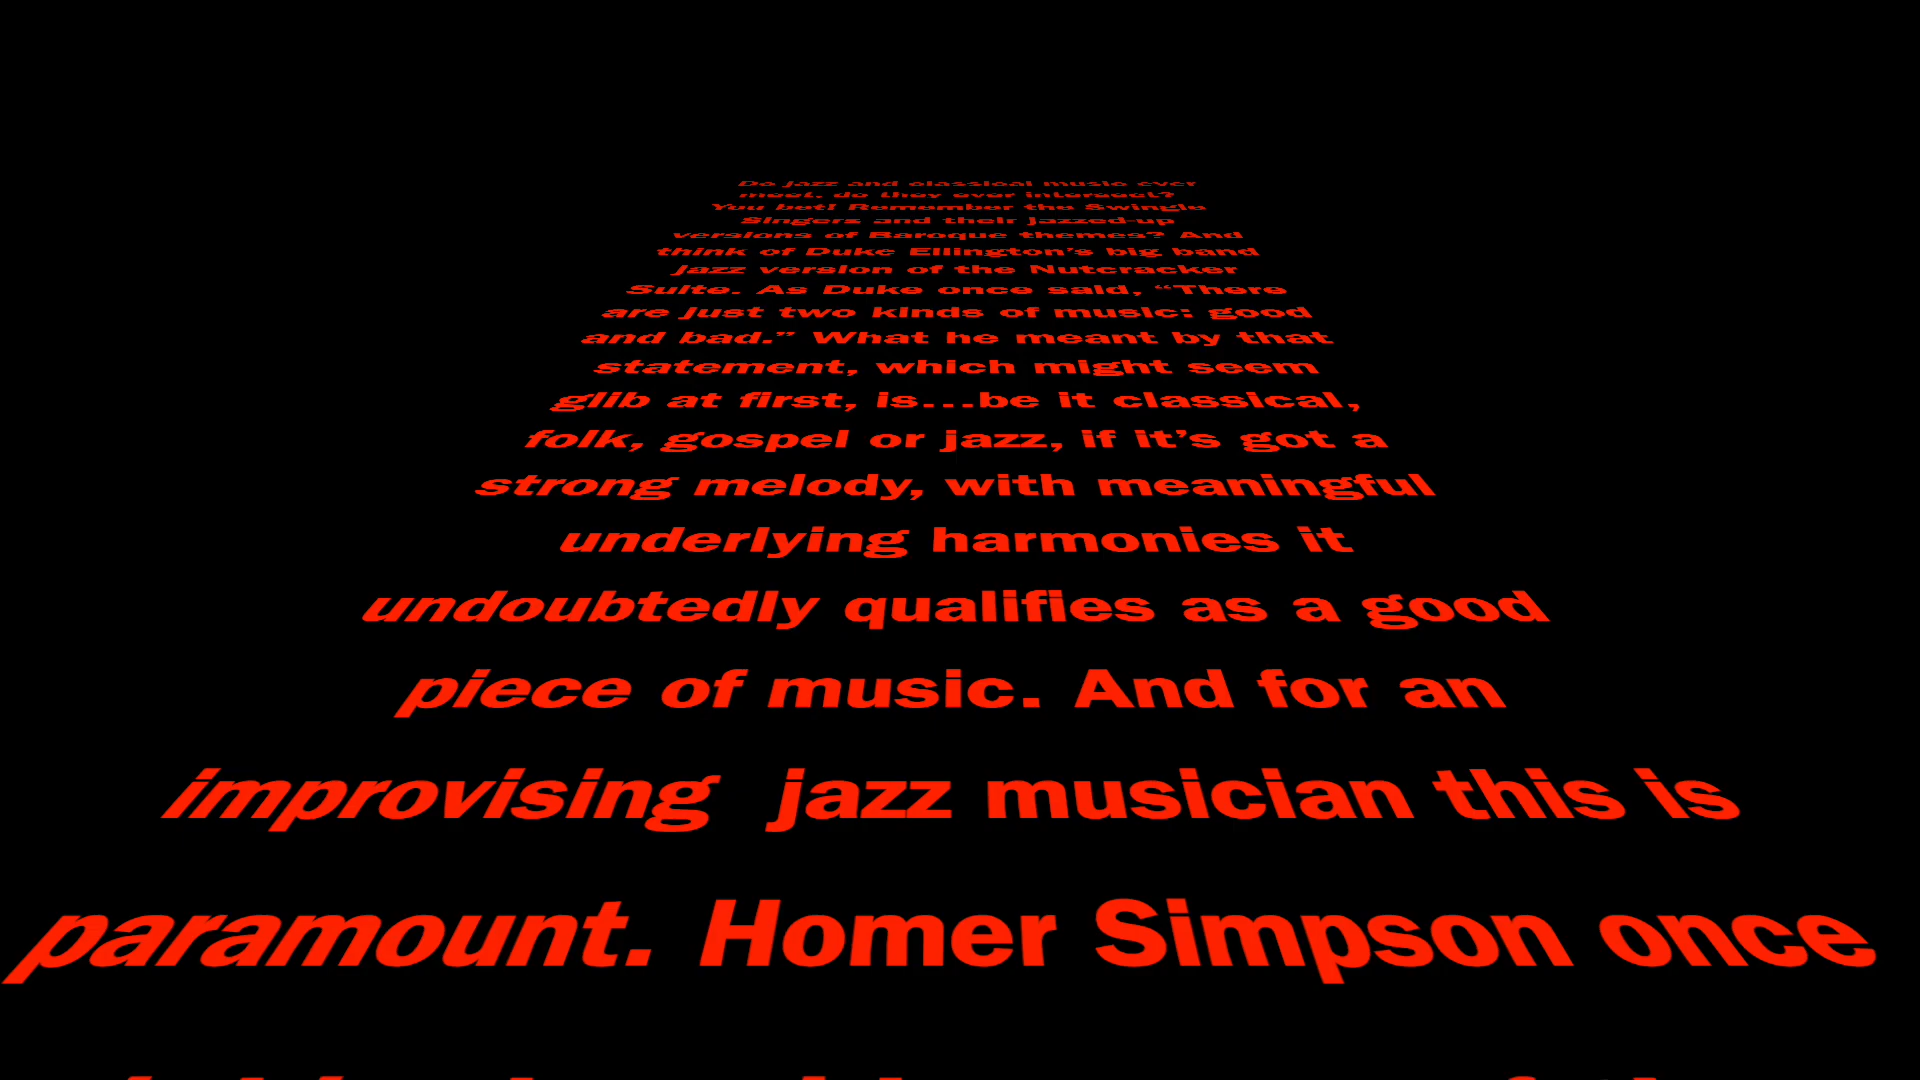 Do jazz and classical music ever
meet, do they ever intersect?
You bet! Remember the Swingle
Singers and their jazzed-up
versions of Baroque themes? And
think of Duke Ellington’s big band
jazz version of the Nutcracker
Suite. As Duke once said, “There
are just two kinds of music: good
and bad.” What he meant by that
statement, which might seem
glib at first, is...be it classical,
folk, gospel or jazz, if it’s got a
strong melody, with meaningful
underlying harmonies it
undoubtedly qualifies as a good
piece of music. And for an
improvising  jazz musician this is
paramount. Homer Simpson once